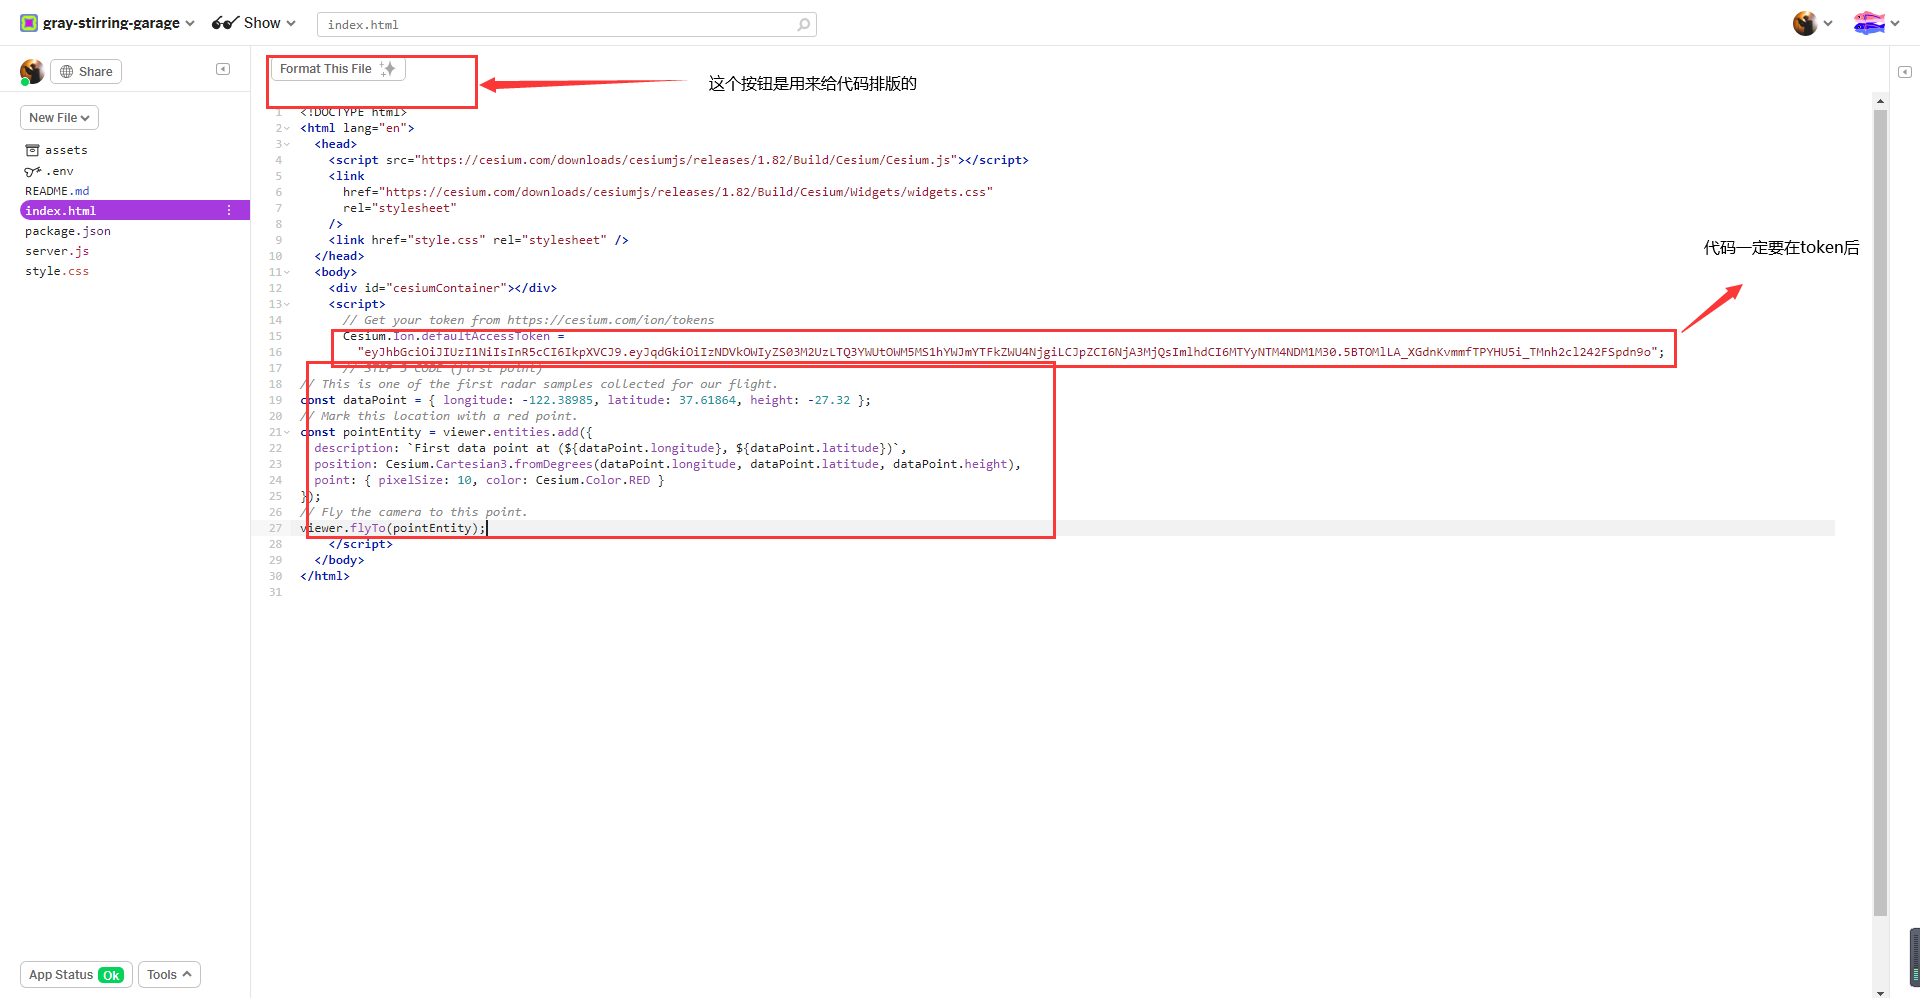 gray-stirring-garage
Show
index.html
Share
Format This File
这个按钮是用来给代码排版的
New File
assets
.env
README.md
index.html
package.json
server.js
style.css
代码一定要在token后
1 <!DOCTYPE html>
2 <html lang="en">
3 <head>
4 <script src="https://cesium.com/downloads/cesiumjs/releases/1.82/Build/Cesium/Cesium.js"></script>
5 <link
6 href="https://cesium.com/downloads/cesiumjs/releases/1.82/Build/Cesium/Widgets/widgets.css"
7 rel="stylesheet"
8 />
9 <link href="style.css" rel="stylesheet" />
10 </head>
11 <body>
12 <div id="cesiumContainer"></div>
13 <script>
14 // Get your token from https://cesium.com/ion/tokens
15 Cesium.Ion.defaultAccessToken =
16
17 // STEP 3 CODE (first point)
18 // This is one of the first radar samples collected for our flight.
19 const dataPoint = { longitude: -122.38985, latitude: 37.61864, height: -27.32 };
20 // Mark this location with a red point.
21 const pointEntity = viewer.entities.add({
22 description: `First data point at (${dataPoint.longitude}, ${dataPoint.latitude})`,
23 position: Cesium.Cartesian3.fromDegrees(dataPoint.longitude, dataPoint.latitude, dataPoint.height),
24 point: { pixelSize: 10, color: Cesium.Color.RED }
25 });
26 // Fly the camera to this point.
27 viewer.flyTo(pointEntity);
28 </script>
29 </body>
30 </html>
31
App Status Ok
Tools